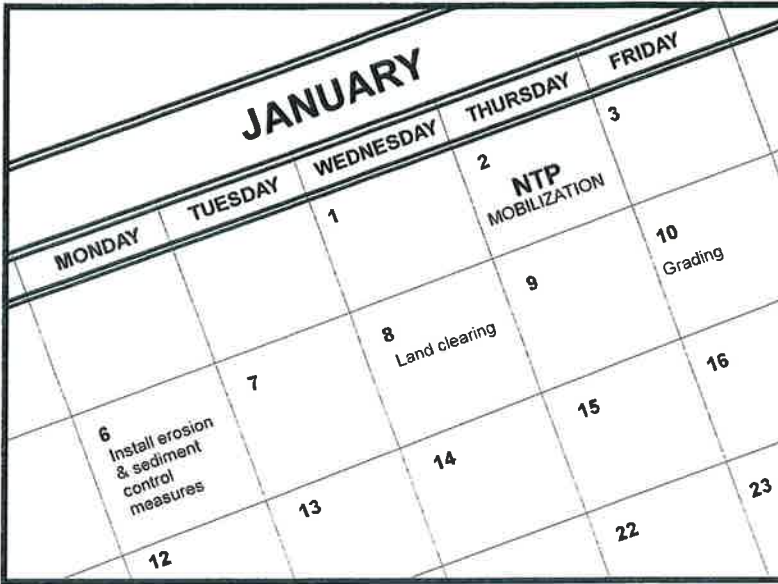 JANUARY
MONDAY TUESDAY WEDNESDAY THURSDAY FRIDAY
1 2 3
NTP
MOBILIZATION
6 7 8 9 10
Install erosion
& sediment
control
measures
Land clearing
Grading
12 13 14 15 16
22 23